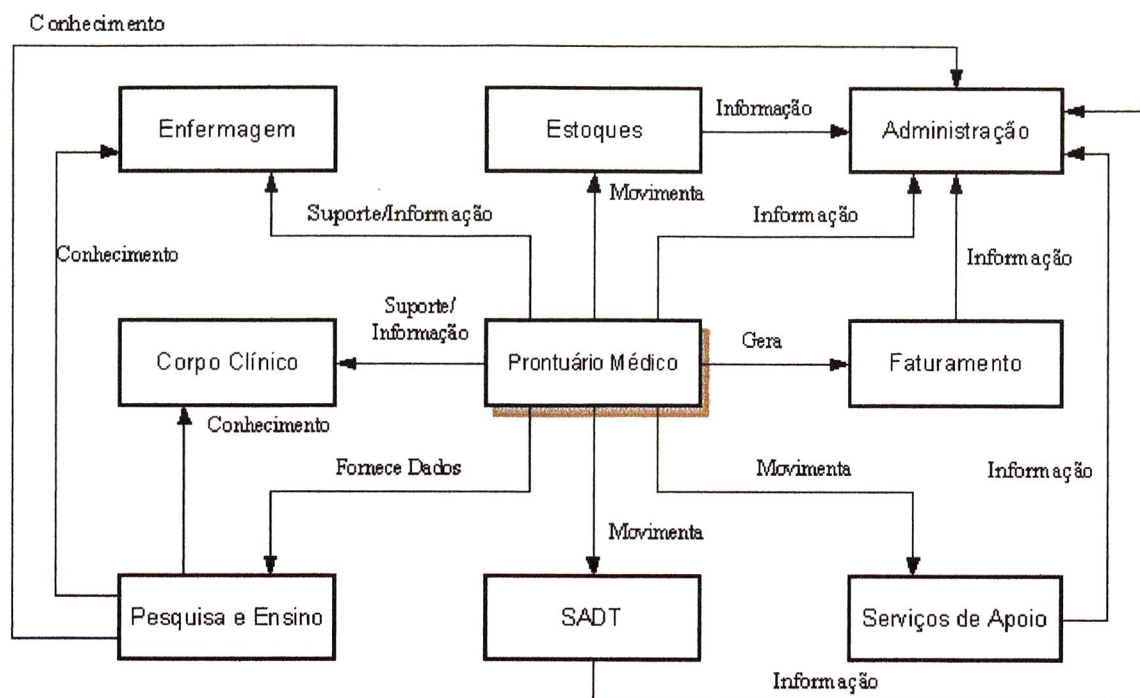 Conhecimento
Enfermagem
Estoques
Informação
Administração
Movimenta
Suporte/Informação
Informação
Conhecimento
Informação
Suporte/
Informação
Corpo Clínico
Prontuário Médico
Gera
Faturamento
Conhecimento
Fornece Dados
Movimenta
Informação
Movimenta
Pesquisa e Ensino
SADT
Serviços de Apoio
Informação